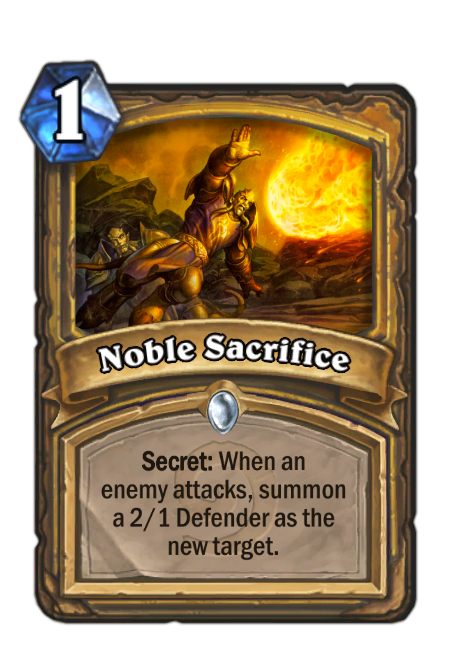 1
Noble Sacrifice
Secret: When an
enemy attacks, summon
a 2/1 Defender as the
new target.